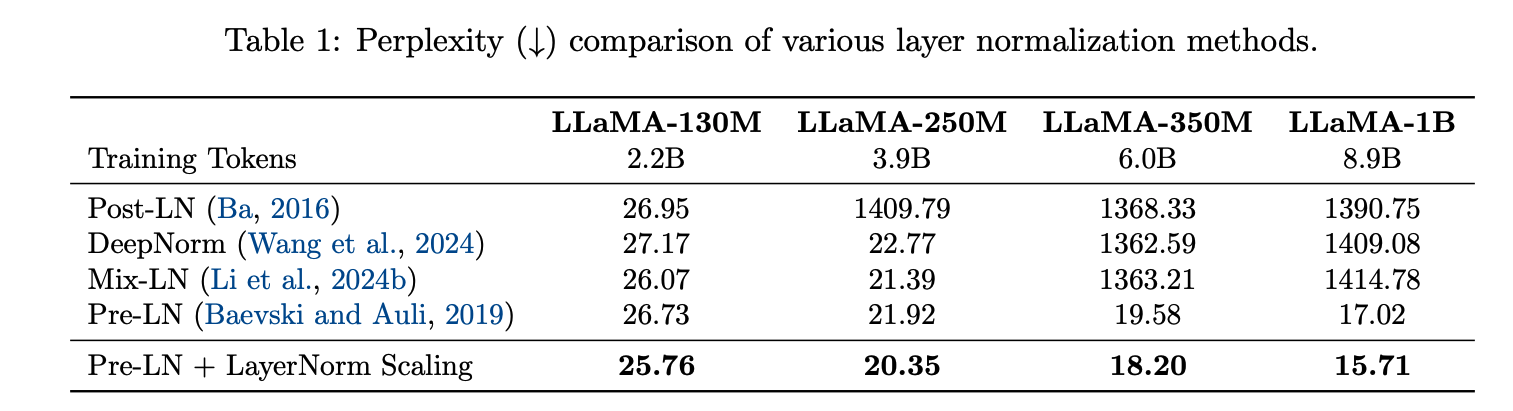 Table 1: Perplexity (↓) comparison of various layer normalization methods.
LLaMA-130M LLaMA-250M LLaMA-350M LLaMA-1B
Training Tokens 2.2B 3.9B 6.0B 8.9B
Post-LN (Ba, 2016) 26.95 1409.79 1368.33 1390.75
DeepNorm (Wang et al., 2024) 27.17 22.77 1362.59 1409.08
Mix-LN (Li et al., 2024b) 26.07 21.39 1363.21 1414.78
Pre-LN (Baevski and Auli, 2019) 26.73 21.92 19.58 17.02
Pre-LN + LayerNorm Scaling 25.76 20.35 18.20 15.71